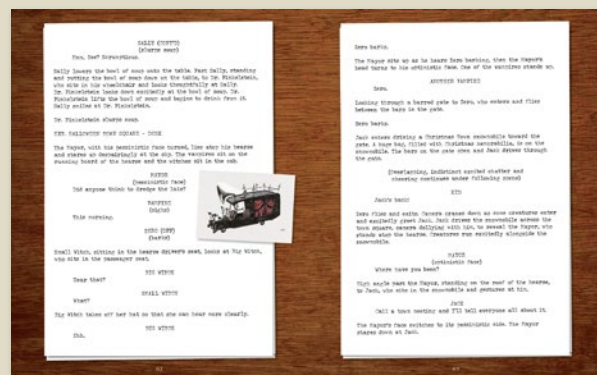 SALLY (CONT'D)
(slurps soup)
Mmm, See? Scrumptious.
Sally lowers the bowl of soup onto the table. Past Sally, standing
and putting the bowl of soup down on the table, to Dr. Finkelstein,
who sits in his wheelchair and looks thoughtfully at Sally.
Dr. Finkelstein looks down excitedly at the bowl of soup. Dr.
Finkelstein lifts the bowl of soup and begins to drink from it.
Sally smiles at Dr. Finkelstein.
Dr. Finkelstein slurps soup.
EXT. HALLOWEEN TOWN SQUARE - DUSK
The Mayor, with his pessimistic face turned, lies atop his hearse
and stares up despairingly at the sky. The vampires sit on the
running board of the hearse and the witches sit in the cab.
MAYOR
(pessimistic face)
Did anyone think to dredge the lake?
VAMPIRE
(sighs)
This morning.
ZERO (OFF)
(barks)
Small Witch, sitting in the hearse driver's seat, looks at Big Witch,
who sits in the passenger seat.
BIG WITCH
Hear that?
SMALL WITCH
What?
Big Witch takes off her hat so that she can hear more clearly.
BIG WITCH
Shh.
Zero barks.
The Mayor sits up as he hears Zero barking, then the Mayor's
head turns to his optimistic face. One of the vampires stands up.
ANOTHER VAMPIRE
Zero.
Looking through a barred gate to Zero, who enters and flies
between the bars in the gate.
Zero barks.
Jack enters driving a Christmas Town snowmobile toward the
gate. A huge bag, filled with Christmas memorabilia, is on the
snowmobile. The bars on the gate open and Jack drives through
the gate.
(Overlapping, indistinct excited chatter and
cheering continues under following scene)
KID
Jack's back!
Zero flies and exits. Camera cranes down as some creatures enter
and excitedly greet Jack. Jack drives the snowmobile across the
town square, camera dollying with him, to reveal the Mayor, who
stands atop the hearse. Creatures run excitedly alongside the
snowmobile.
MAYOR
(optimistic face)
Where have you been?
High angle past the Mayor, standing on the roof of the hearse,
to Jack, who sits in the snowmobile and gestures at him.
JACK
Call a town meeting and I'll tell everyone all about it.
The Mayor's face switches to its pessimistic side. The Mayor
stares down at Jack.